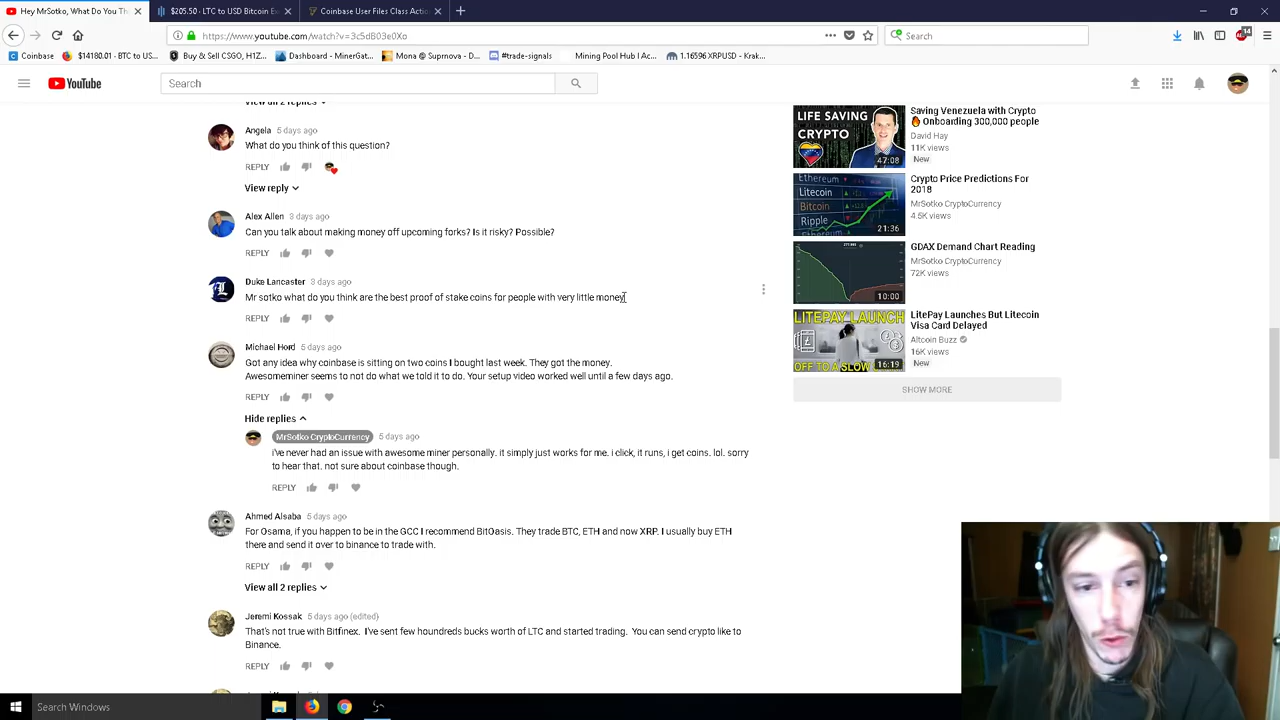 Hey MrSotko, What Do You The
$205.50 - LTC to USD Bitcoin Ex
Coinbase User Files Class Action
https://www.youtube.com/watch?v=3c5dB03e0Xo
Search
14
Coinbase
$14180.01 - BTC to US...
Buy & Sell CSGO, H1Z...
Dashboard - MinerGat...
Mona @ Suprnova - D...
#trade-signals
Mining Pool Hub | Ac...
1.16596 XRPUSD - Krak...
YouTube
Search
View all 2 replies
Angela 5 days ago
What do you think of this question?
REPLY
View reply
Alex Allen 3 days ago
Can you talk about making money off upcoming forks? Is it risky? Possible?
REPLY
Duke Lancaster 3 days ago
Mr sotko what do you think are the best proof of stake coins for people with very little money
REPLY
Michael Hord 5 days ago
Got any idea why coinbase is sitting on two coins I bought last week. They got the money.
Awesomeminer seems to not do what we told it to do. Your setup video worked well until a few days ago.
REPLY
Hide replies
MrSotko CryptoCurrency 5 days ago
i've never had an issue with awesome miner personally. it simply just works for me. i click, it runs, i get coins. lol. sorry
to hear that. not sure about coinbase though.
REPLY
Ahmed Alsaba 5 days ago
For Osama, if you happen to be in the GCC I recommend BitOasis. They trade BTC, ETH and now XRP. I usually buy ETH
there and send it over to binance to trade with.
REPLY
View all 2 replies
Jeremi Kossak 5 days ago (edited)
That's not true with Bitfinex. I've sent few houndreds bucks worth of LTC and started trading. You can send crypto like to
Binance.
REPLY
LIFE SAVING
CRYPTO
47:08
Saving Venezuela with Crypto
Onboarding 300,000 people
David Hay
11K views
New
Ethereum
Litecoin
Bitcoin
Ripple
21:36
Crypto Price Predictions For
2018
MrSotko CryptoCurrency
4.5K views
10:00
GDAX Demand Chart Reading
MrSotko CryptoCurrency
72K views
LITEPAY LAUNCH
OFF TO A SLOW
16:19
LitePay Launches But Litecoin
Visa Card Delayed
Altcoin Buzz
16K views
New
SHOW MORE
Search Windows